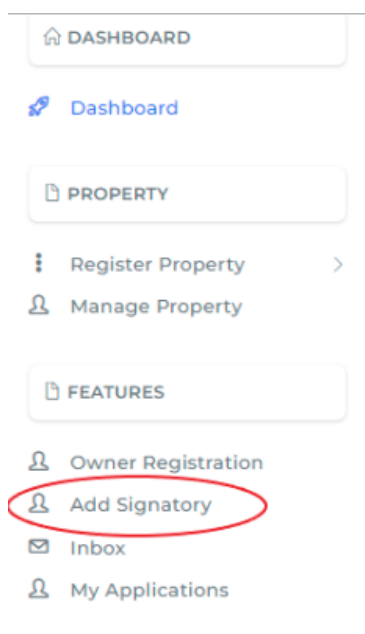 DASHBOARD
Dashboard
PROPERTY
Register Property
Manage Property
FEATURES
Owner Registration
Add Signatory
Inbox
My Applications